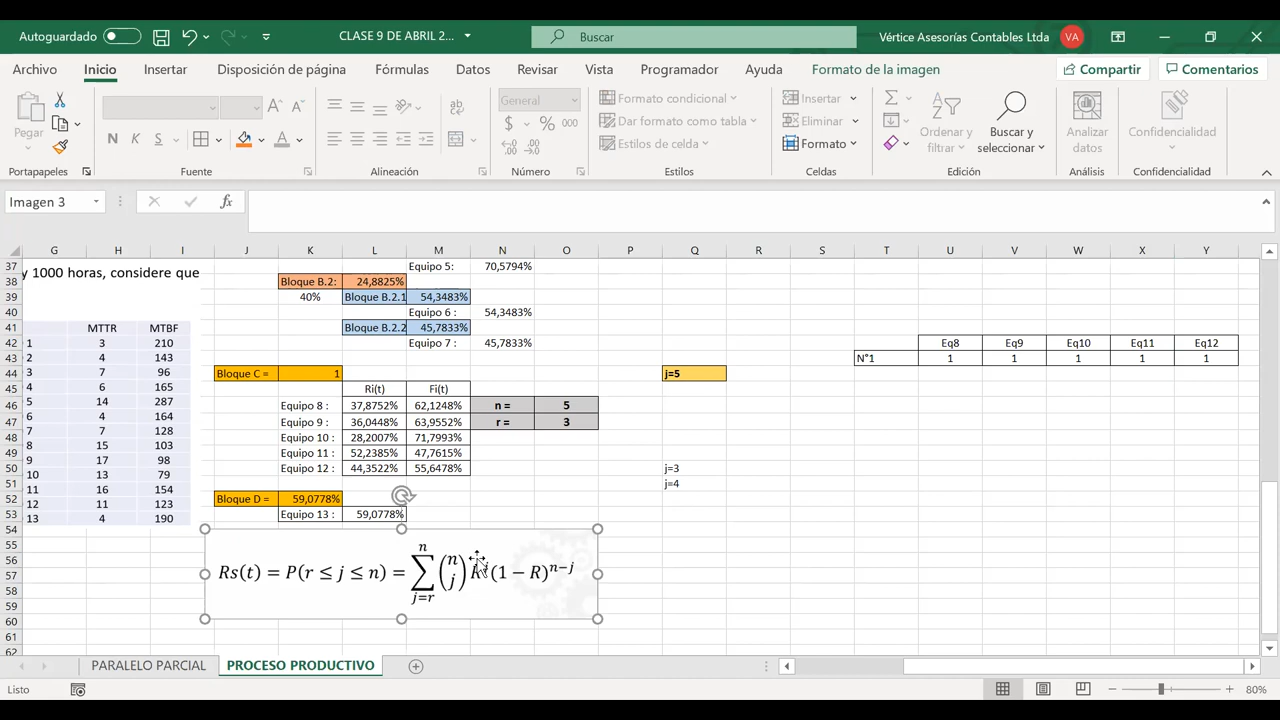 Autoguardado
CLASE 9 DE ABRIL 2...
Buscar
Vértice Asesorías Contables Ltda
VA
Archivo Inicio Insertar Disposición de página Fórmulas Datos Revisar Vista Programador Ayuda Formato de la imagen Compartir Comentarios
Pegar
N K S
General
$ % 000
Formato condicional
Dar formato como tabla
Estilos de celda
Insertar
Eliminar
Formato
Ordenar y filtrar
Buscar y seleccionar
Analizar datos
Confidencialidad
Portapapeles Fuente Alineación Número Estilos Celdas Edición Análisis Confidencialidad
Imagen 3
fx
G H I J K L M N O P Q R S T U V W X Y
37 y 1000 horas, considere que Equipo 5: 70,5794%
38 Bloque B.2: 24,8825%
39 40% Bloque B.2.1 54,3483%
40 Equipo 6: 54,3483%
41 MTTR MTBF Bloque B.2.2 45,7833%
42 1 3 210 Equipo 7 : 45,7833% Eq8 Eq9 Eq10 Eq11 Eq12
43 2 4 143 N°1 1 1 1 1 1
44 3 7 96 Bloque C = 1 j=5
45 4 6 165 Ri(t) Fi(t)
46 5 14 287 Equipo 8 : 37,8752% 62,1248% n = 5
47 6 4 164 Equipo 9 : 36,0448% 63,9552% r = 3
48 7 7 128 Equipo 10 : 28,2007% 71,7993%
49 8 15 103 Equipo 11 : 52,2385% 47,7615%
50 9 17 98 Equipo 12 : 44,3522% 55,6478% j=3
51 10 13 79 j=4
52 11 16 154 Bloque D = 59,0778%
53 12 11 123 Equipo 13 : 59,0778%
54 13 4 190
55
56
57 Rs(t) = P(r ≤ j ≤ n) = ∑ⁿⱼ₌ᵣ (n j) R (1 − R)ⁿ⁻ʲ
58
59
60
61
62
PARALELO PARCIAL PROCESO PRODUCTIVO
Listo
80%